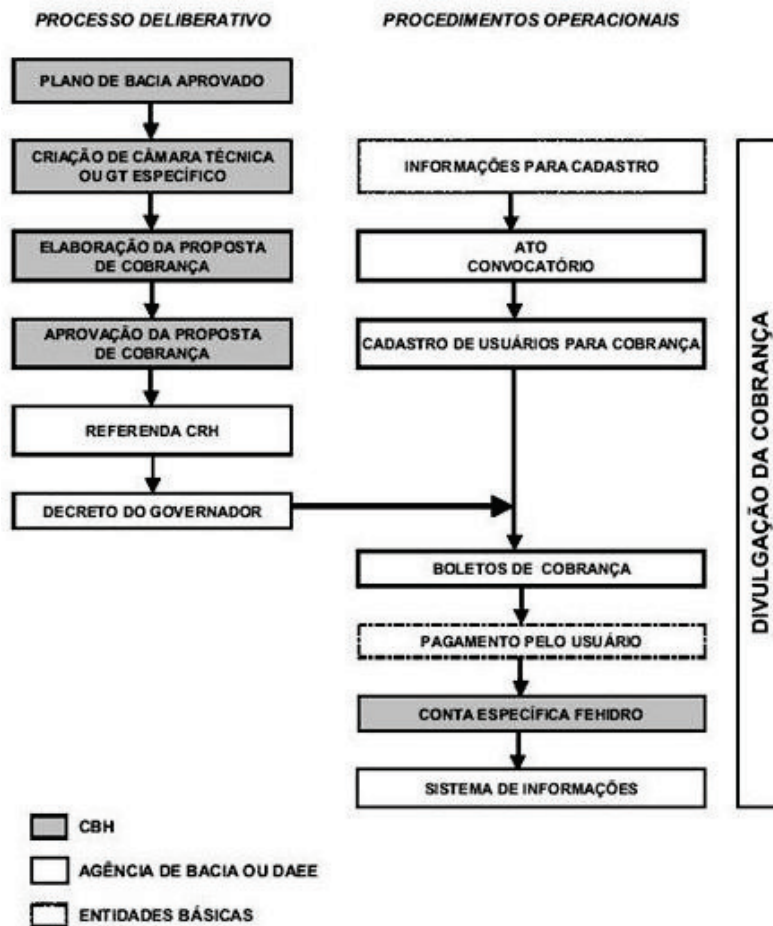 PROCESSO DELIBERATIVO
PROCEDIMENTOS OPERACIONAIS
PLANO DE BACIA APROVADO
CRIAÇÃO DE CÂMARA TÉCNICA
OU GT ESPECÍFICO
ELABORAÇÃO DA PROPOSTA
DE COBRANÇA
APROVAÇÃO DA PROPOSTA
DE COBRANÇA
REFERENDA CRH
DECRETO DO GOVERNADOR
INFORMAÇÕES PARA CADASTRO
ATO
CONVOCATÓRIO
CADASTRO DE USUÁRIOS PARA COBRANÇA
BOLETOS DE COBRANÇA
PAGAMENTO PELO USUÁRIO
CONTA ESPECÍFICA FEHIDRO
SISTEMA DE INFORMAÇÕES
DIVULGAÇÃO DA COBRANÇA
CBH
AGÊNCIA DE BACIA OU DAEE
ENTIDADES BÁSICAS